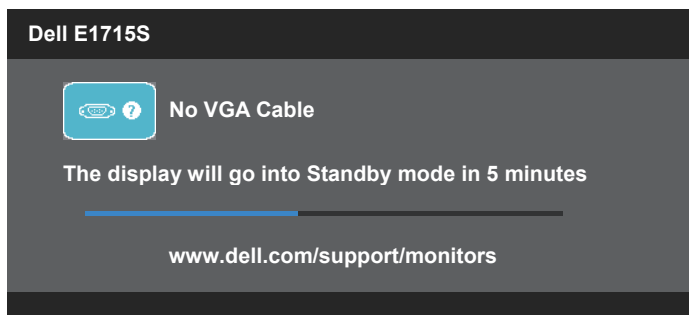 Dell E1715S
No VGA Cable
The display will go into Standby mode in 5 minutes
www.dell.com/support/monitors